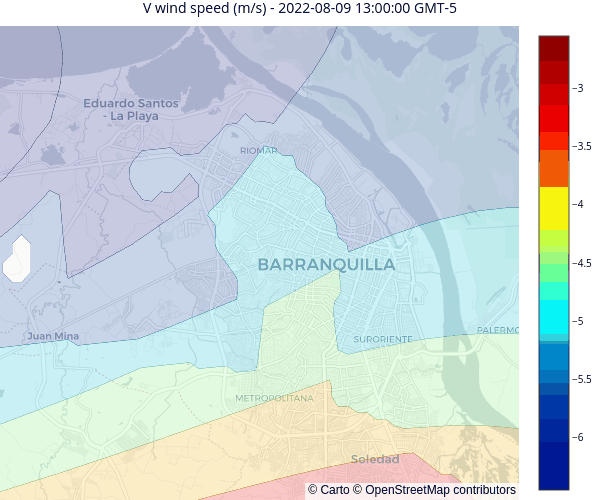 V wind speed (m/s) - 2022-08-09 13:00:00 GMT-5
Eduardo Santos
- La Playa
RIOMAR
BARRANQUILLA
Juan Mina
SURORIENTE
PALERMO
METROPOLITANA
Soledad
© Carto © OpenStreetMap contributors
−3
−3.5
−4
−4.5
−5
−5.5
−6